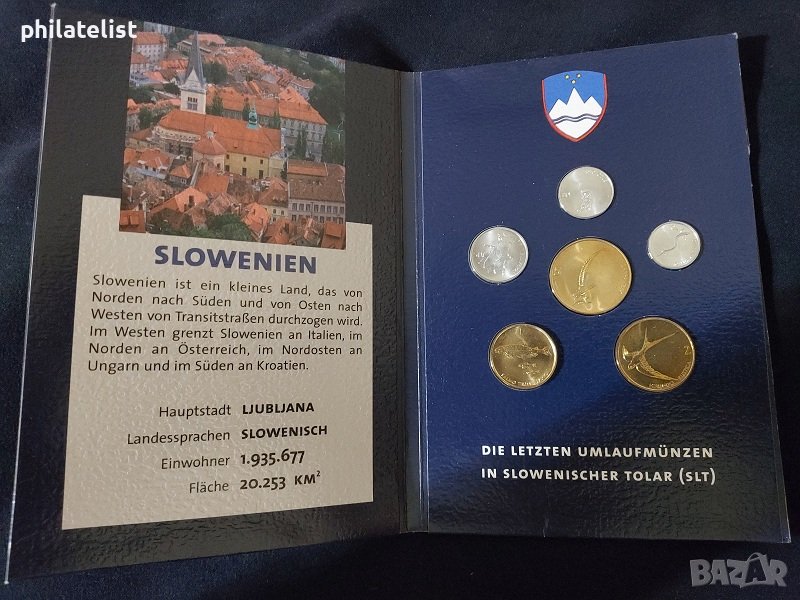 philatelist
SLOWENIEN
Slowenien ist ein kleines Land, das von
Norden nach Süden und von Osten nach
Westen von Transitstraßen durchzogen wird.
Im Westen grenzt Slowenien an Italien, im
Norden an Österreich, im Nordosten an
Ungarn und im Süden an Kroatien.
Hauptstadt LJUBLJANA
Landessprachen SLOWENISCH
Einwohner 1.935.677
Fläche 20.253 KM²
2
DIE LETZTEN UMLAUFMÜNZEN
IN SLOWENISCHER TOLAR (SLT)
BAZAR